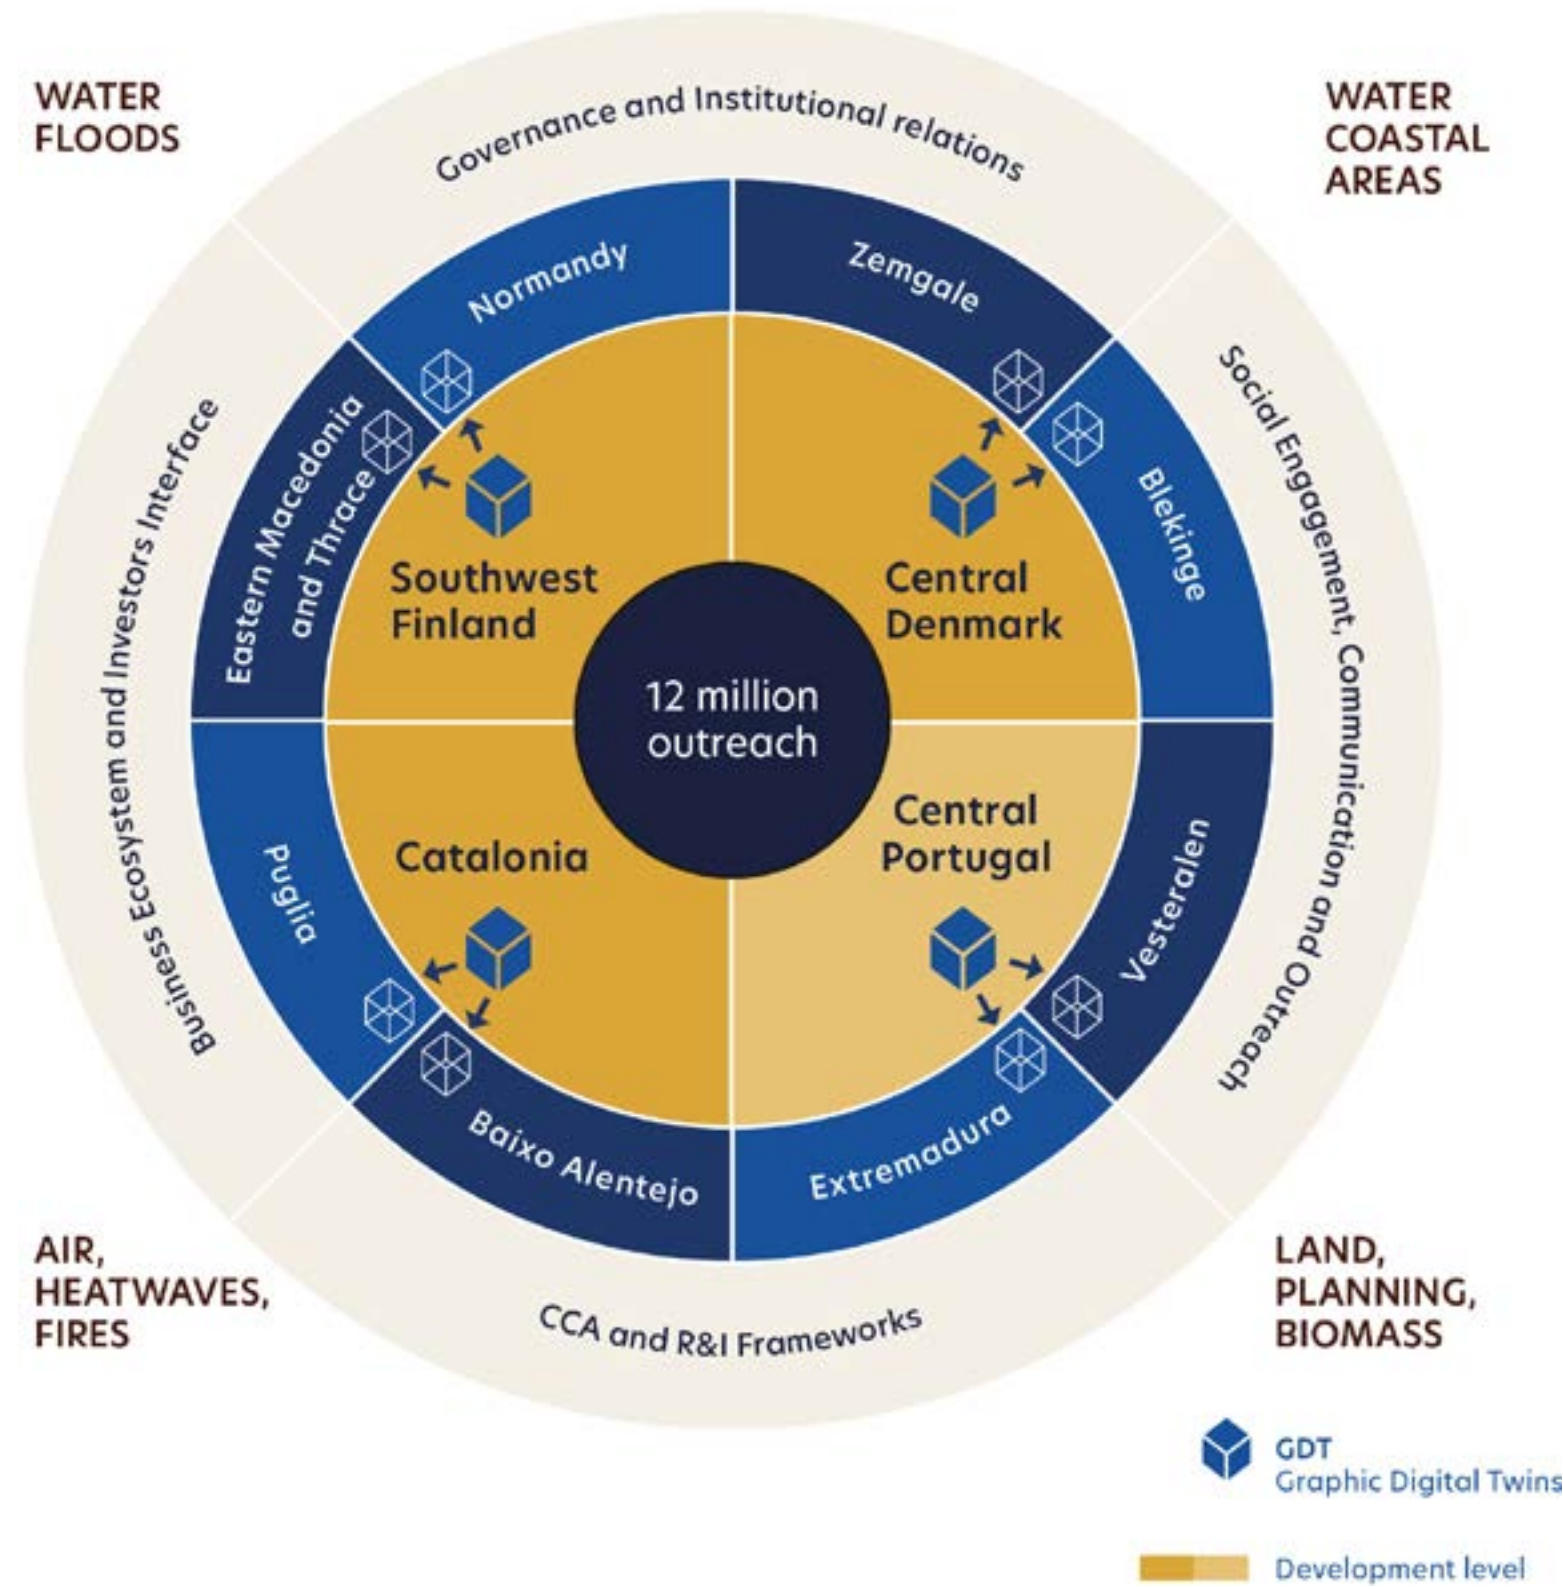 WATER
FLOODS
WATER
COASTAL
AREAS
Governance and Institutional relations
Normandy
Zemgale
Eastern Macedonia
and Thrace
Blekinge
Business Ecosystem and Investors Interface
Social Engagement, Communication and Outreach
Southwest
Finland
Central
Denmark
12 million
outreach
Catalonia
Central
Portugal
Puglia
Vesteralen
Baixo Alentejo
Extremadura
CCA and R&I Frameworks
AIR,
HEATWAVES,
FIRES
LAND,
PLANNING,
BIOMASS
GDT
Graphic Digital Twins
Development level